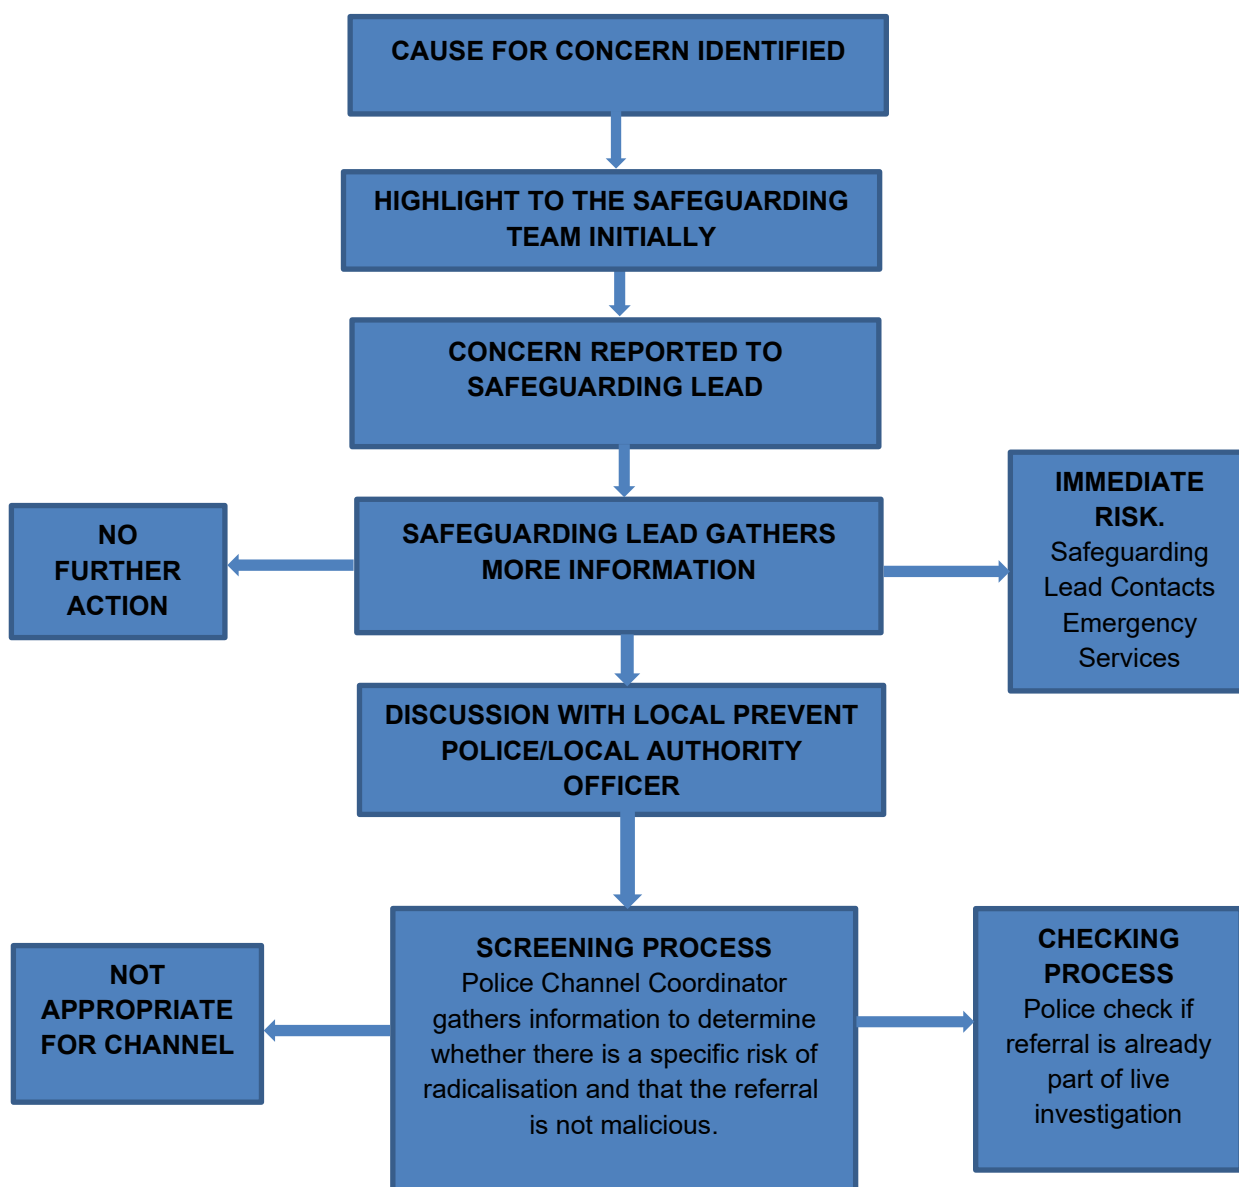 CAUSE FOR CONCERN IDENTIFIED
HIGHLIGHT TO THE SAFEGUARDING
TEAM INITIALLY
CONCERN REPORTED TO
SAFEGUARDING LEAD
NO
FURTHER
ACTION
SAFEGUARDING LEAD GATHERS
MORE INFORMATION
IMMEDIATE
RISK.
Safeguarding
Lead Contacts
Emergency
Services
DISCUSSION WITH LOCAL PREVENT
POLICE/LOCAL AUTHORITY
OFFICER
NOT
APPROPRIATE
FOR CHANNEL
SCREENING PROCESS
Police Channel Coordinator
gathers information to determine
whether there is a specific risk of
radicalisation and that the referral
is not malicious.
CHECKING
PROCESS
Police check if
referral is already
part of live
investigation